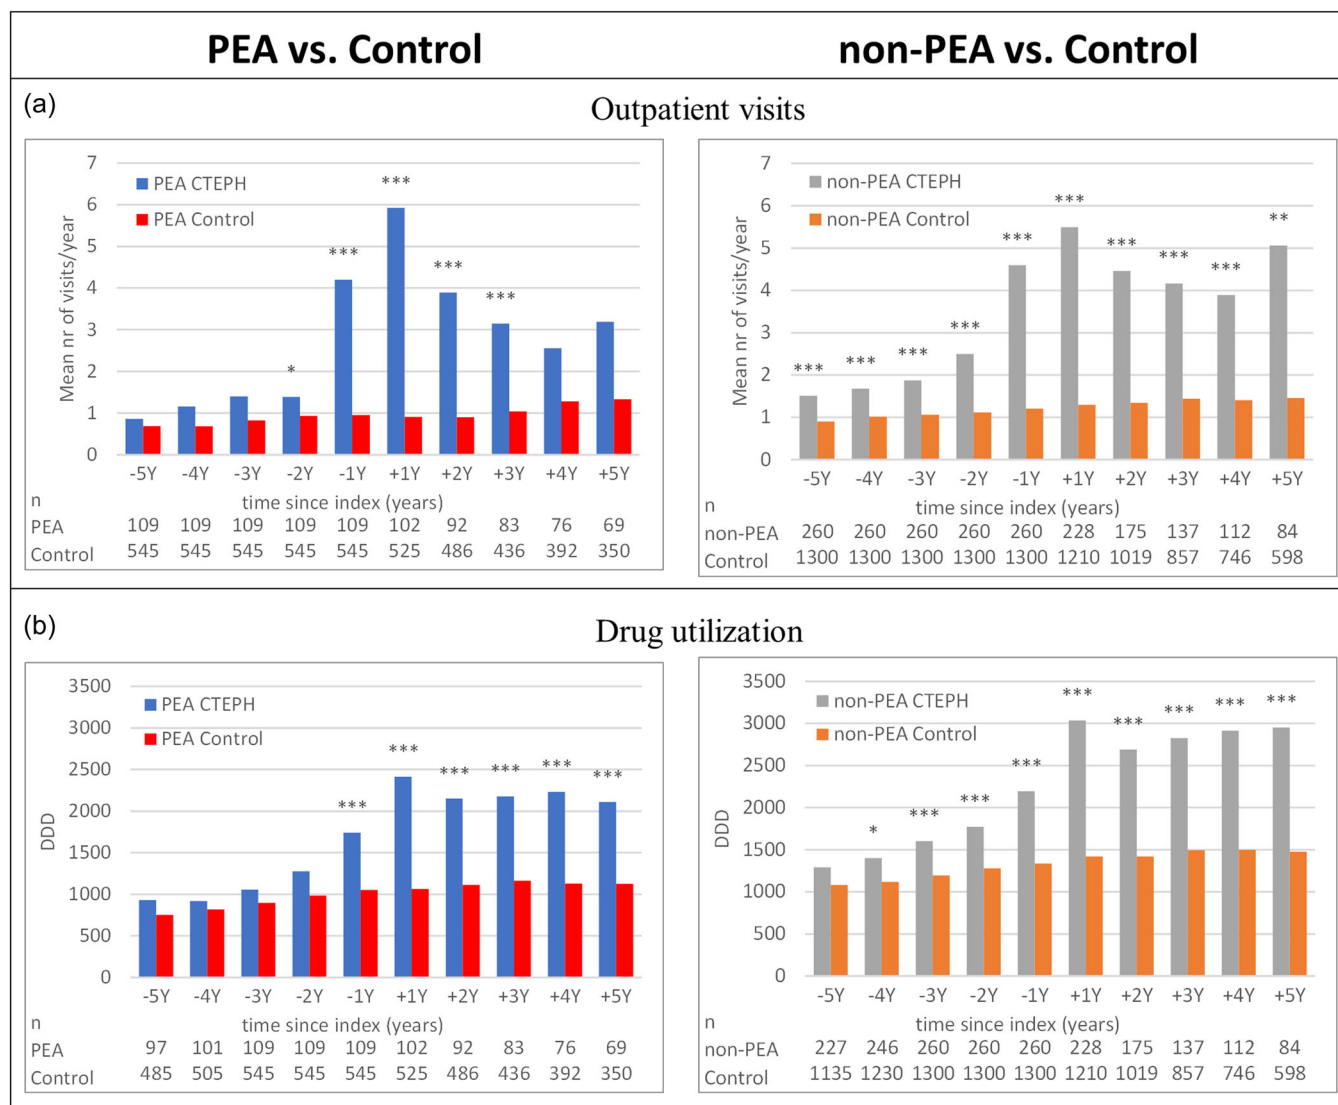 PEA vs. Control
non-PEA vs. Control
(a)
Outpatient visits
7
6
5
4
3
2
1
0
Mean nr of visits/year
PEA CTEPH
PEA Control
*
***
***
***
***
-5Y -4Y -3Y -2Y -1Y +1Y +2Y +3Y +4Y +5Y
n time since index (years)
PEA 109 109 109 109 109 102 92 83 76 69
Control 545 545 545 545 545 525 486 436 392 350
7
6
5
4
3
2
1
0
Mean nr of visits/year
non-PEA CTEPH
non-PEA Control
***
***
***
***
***
***
***
***
***
**
-5Y -4Y -3Y -2Y -1Y +1Y +2Y +3Y +4Y +5Y
n time since index (years)
non-PEA 260 260 260 260 260 228 175 137 112 84
Control 1300 1300 1300 1300 1300 1210 1019 857 746 598
(b)
Drug utilization
3500
3000
2500
2000
1500
1000
500
0
DDD
PEA CTEPH
PEA Control
***
***
***
***
***
***
-5Y -4Y -3Y -2Y -1Y +1Y +2Y +3Y +4Y +5Y
n time since index (years)
PEA 97 101 109 109 109 102 92 83 76 69
Control 485 505 545 545 545 525 486 436 392 350
3500
3000
2500
2000
1500
1000
500
0
DDD
non-PEA CTEPH
non-PEA Control
*
***
***
***
***
***
***
***
***
-5Y -4Y -3Y -2Y -1Y +1Y +2Y +3Y +4Y +5Y
n time since index (years)
non-PEA 227 246 260 260 260 228 175 137 112 84
Control 1135 1230 1300 1300 1300 1210 1019 857 746 598